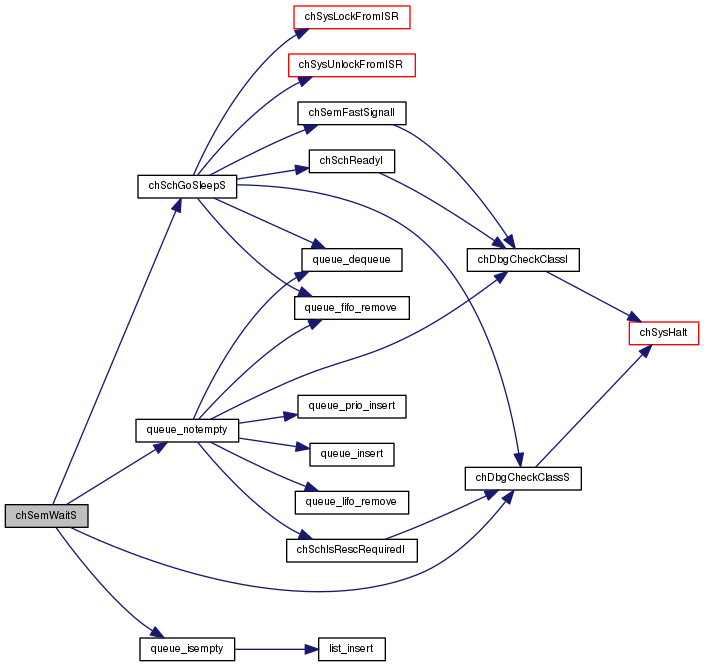 chSysLockFromISR
chSysUnlockFromISR
chSemFastSignalI
chSchReadyI
chSchGoSleepS
queue_dequeue
chDbgCheckClassI
queue_fifo_remove
chSysHalt
queue_prio_insert
queue_notempty
queue_insert
chDbgCheckClassS
queue_lifo_remove
chSemWaitS
chSchIsRescRequiredI
queue_isempty
list_insert